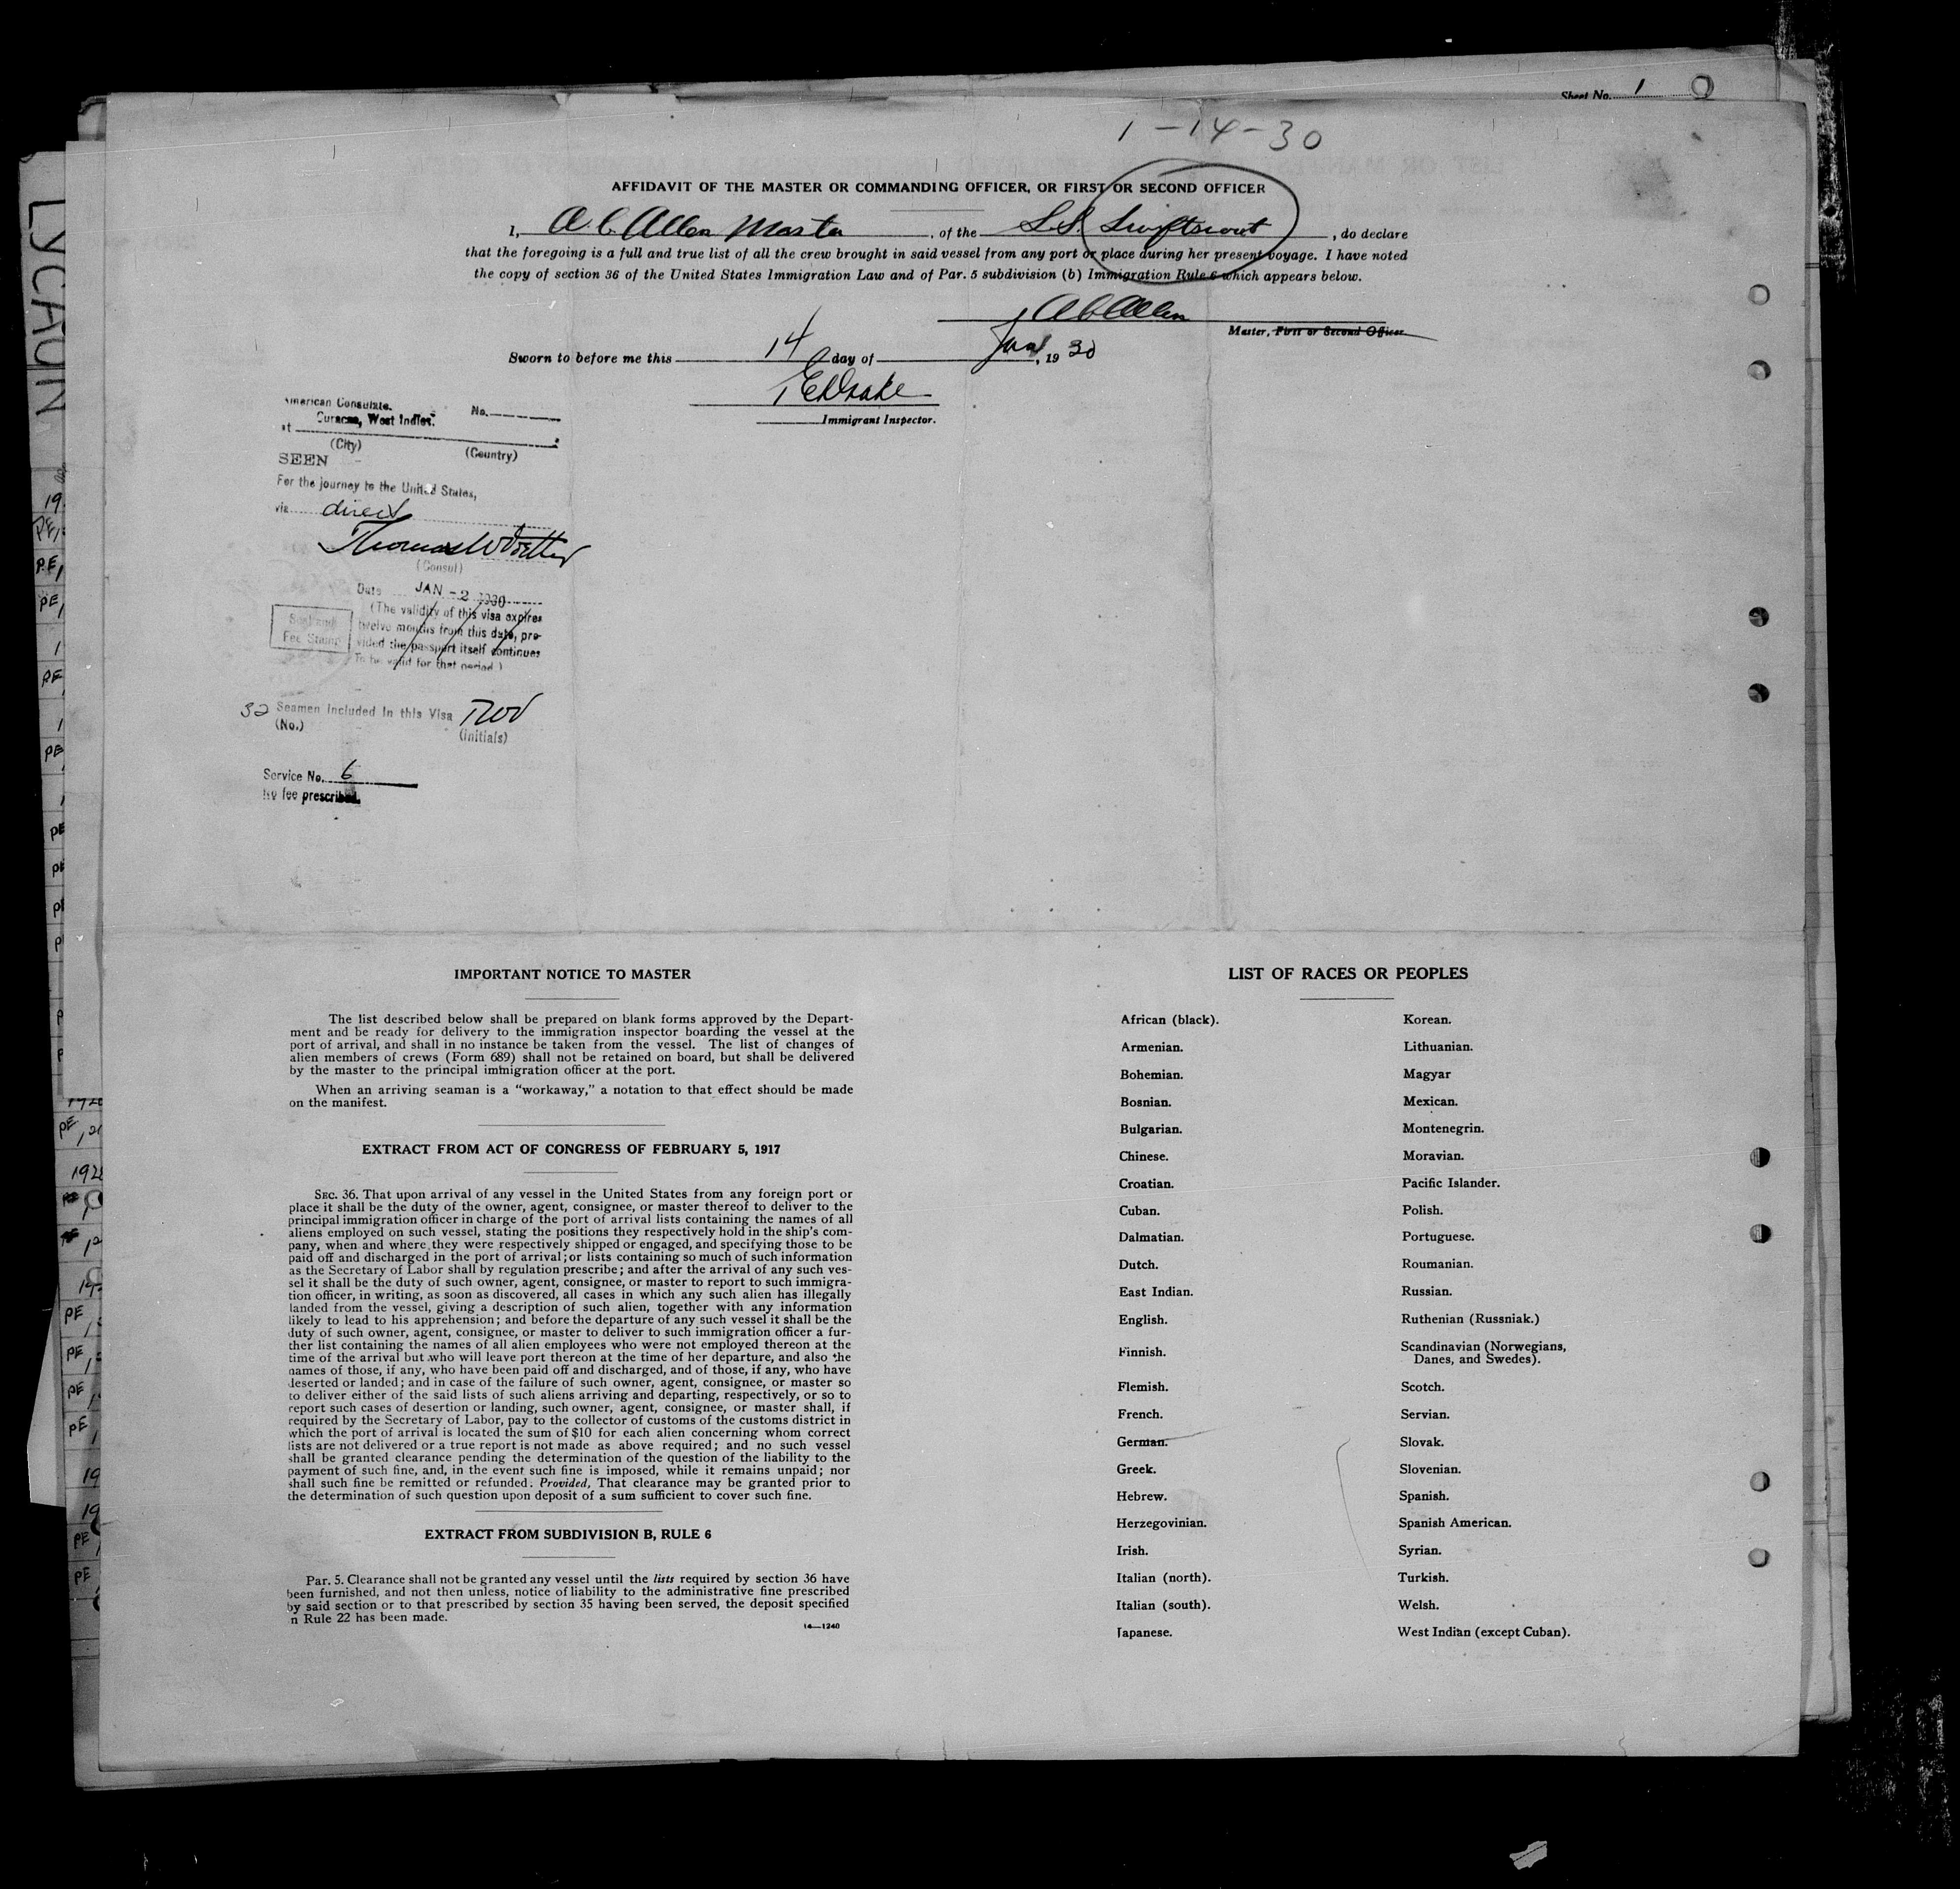 Sheet No. 1
1-14-30
AFFIDAVIT OF THE MASTER OR COMMANDING OFFICER, OR FIRST OR SECOND OFFICER
I, A. C. Allen Master, of the S.S. Swiftscout, do declare
that the foregoing is a full and true list of all the crew brought in said vessel from any port or place during her present voyage. I have noted
the copy of section 36 of the United States Immigration Law and of Par. 5 subdivision (b) Immigration Rule 6 which appears below.
A C Allen
Master, First or Second Officer.
Sworn to before me this 14 day of Jan, 1930
Drake
Immigrant Inspector.
American Consulate. No.
Curacao, West Indies.
at
(City) (Country)
SEEN
For the journey to the United States,
via direct
Thomas W
(Consul)
Date JAN -2 1930
(The validity of this visa expires
twelve months from this date, pro-
vided the passport itself continues
To be valid for that period.)
Fee Stamp
32 Seamen included in this Visa
(No.) (initials)
Service No. 6
No fee prescribed.
IMPORTANT NOTICE TO MASTER
The list described below shall be prepared on blank forms approved by the Depart-
ment and be ready for delivery to the immigration inspector boarding the vessel at the
port of arrival, and shall in no instance be taken from the vessel. The list of changes of
alien members of crews (Form 689) shall not be retained on board, but shall be delivered
by the master to the principal immigration officer at the port.
When an arriving seaman is a "workaway," a notation to that effect should be made
on the manifest.
EXTRACT FROM ACT OF CONGRESS OF FEBRUARY 5, 1917
SEC. 36. That upon arrival of any vessel in the United States from any foreign port or
place it shall be the duty of the owner, agent, consignee, or master thereof to deliver to the
principal immigration officer in charge of the port of arrival lists containing the names of all
aliens employed on such vessel, stating the positions they respectively hold in the ship's com-
pany, when and where they were respectively shipped or engaged, and specifying those to be
paid off and discharged in the port of arrival; or lists containing so much of such information
as the Secretary of Labor shall by regulation prescribe; and after the arrival of any such ves-
sel it shall be the duty of such owner, agent, consignee, or master to report to such immigra-
tion officer, in writing, as soon as discovered, all cases in which any such alien has illegally
landed from the vessel, giving a description of such alien, together with any information
likely to lead to his apprehension; and before the departure of any such vessel it shall be the
duty of such owner, agent, consignee, or master to deliver to such immigration officer a fur-
ther list containing the names of all alien employees who were not employed thereon at the
time of the arrival but who will leave port thereon at the time of her departure, and also the
names of those, if any, who have been paid off and discharged, and of those, if any, who have
deserted or landed; and in case of the failure of such owner, agent, consignee, or master so
to deliver either of the said lists of such aliens arriving and departing, respectively, or so to
report such cases of desertion or landing, such owner, agent, consignee, or master shall, if
required by the Secretary of Labor, pay to the collector of customs of the customs district in
which the port of arrival is located the sum of $10 for each alien concerning whom correct
lists are not delivered or a true report is not made as above required; and no such vessel
shall be granted clearance pending the determination of the question of the liability to the
payment of such fine, and, in the event such fine is imposed, while it remains unpaid; nor
shall such fine be remitted or refunded. Provided, That clearance may be granted prior to
the determination of such question upon deposit of a sum sufficient to cover such fine.
EXTRACT FROM SUBDIVISION B, RULE 6
Par. 5. Clearance shall not be granted any vessel until the lists required by section 36 have
been furnished, and not then unless, notice of liability to the administrative fine prescribed
by said section or to that prescribed by section 35 having been served, the deposit specified
in Rule 22 has been made.
14—1240
LIST OF RACES OR PEOPLES
African (black). Korean.
Armenian. Lithuanian.
Bohemian. Magyar
Bosnian. Mexican.
Bulgarian. Montenegrin.
Chinese. Moravian.
Croatian. Pacific Islander.
Cuban. Polish.
Dalmatian. Portuguese.
Dutch. Roumanian.
East Indian. Russian.
English. Ruthenian (Russniak.)
Finnish. Scandinavian (Norwegians,
Danes, and Swedes).
Flemish. Scotch.
French. Servian.
German. Slovak.
Greek. Slovenian.
Hebrew. Spanish.
Herzegovinian. Spanish American.
Irish. Syrian.
Italian (north). Turkish.
Italian (south). Welsh.
Japanese. West Indian (except Cuban).